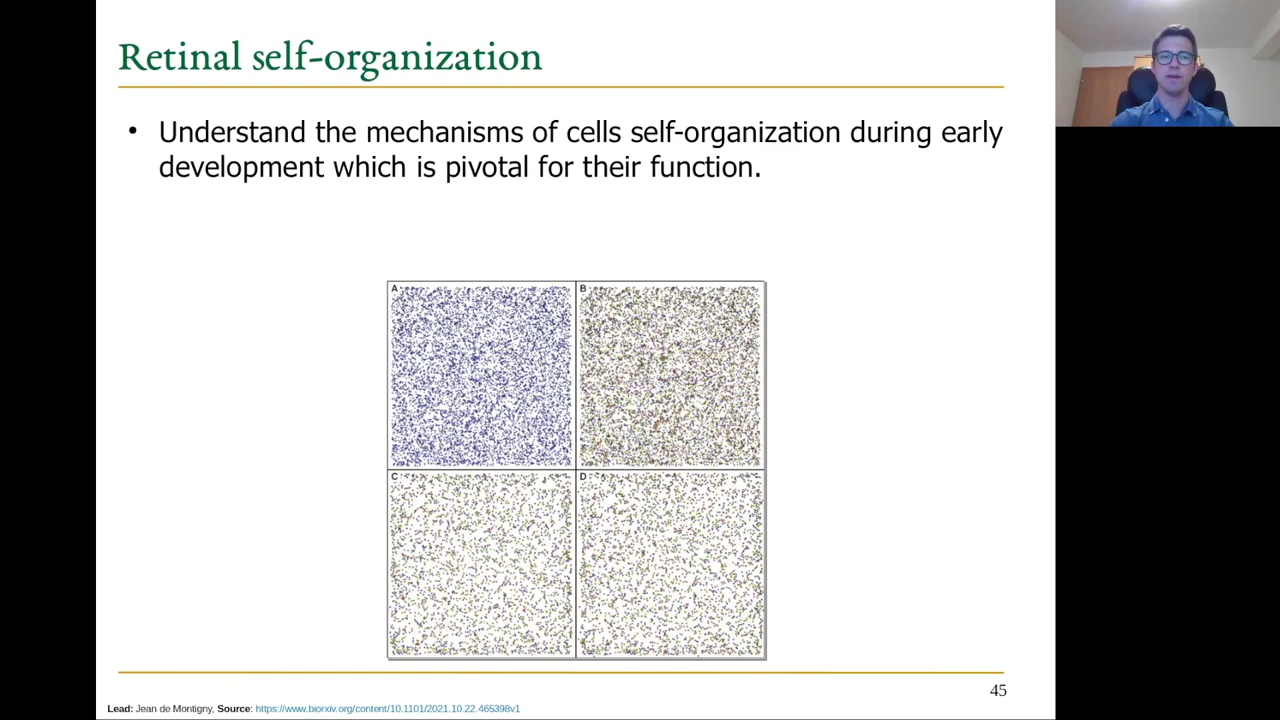 Retinal self-organization
• Understand the mechanisms of cells self-organization during early
development which is pivotal for their function.
A
B
C
D
45
Lead: Jean de Montigny, Source: https://www.biorxiv.org/content/10.1101/2021.10.22.465398v1